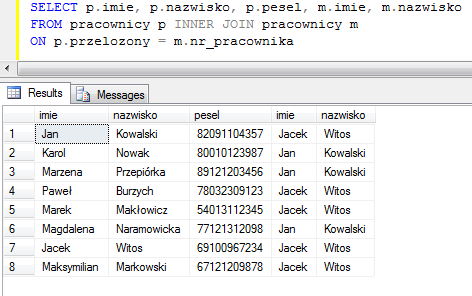 SELECT p.imie, p.nazwisko, p.pesel, m.imie, m.nazwisko
FROM pracownicy p INNER JOIN pracownicy m
ON p.przelozony = m.nr_pracownika
Results Messages
imie nazwisko pesel imie nazwisko
1 Jan Kowalski 82091104357 Jacek Witos
2 Karol Nowak 80010123987 Jan Kowalski
3 Marzena Przepiórka 89121203456 Jan Kowalski
4 Paweł Burzych 78032309123 Jacek Witos
5 Marek Makłowicz 54013112345 Jacek Witos
6 Magdalena Naramowicka 77121312098 Jan Kowalski
7 Jacek Witos 69100967234 Jacek Witos
8 Maksymilian Markowski 67121209878 Jacek Witos